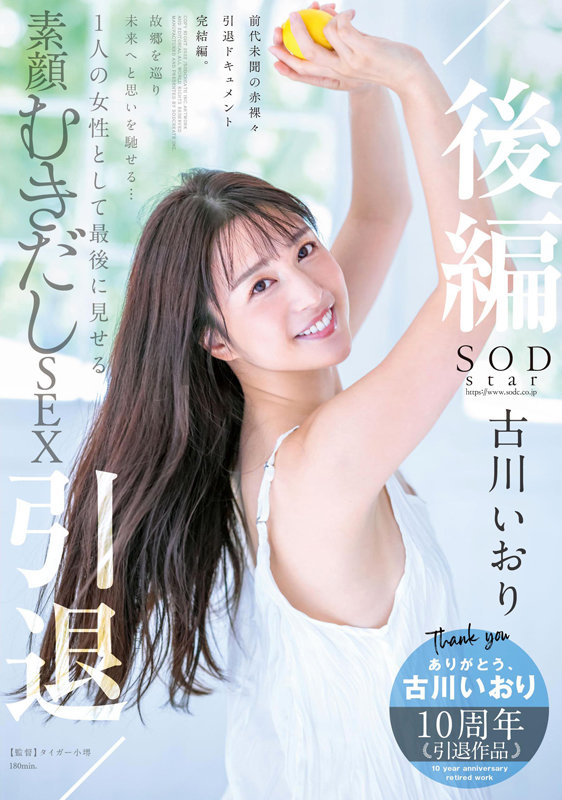 前代未聞の赤裸々
引退ドキュメント
完結編。
故郷を巡り
未来へと思いを馳せる…
1人の女性として最後に見せる
素顔むきだしSEX
引退
後編
SOD
star
https://www.sodc.co.jp
古川いおり
Thank you
ありがとう、
古川いおり
10周年
《引退作品》
10 year anniversary
retired work
【監督】タイガー小堺
180min.